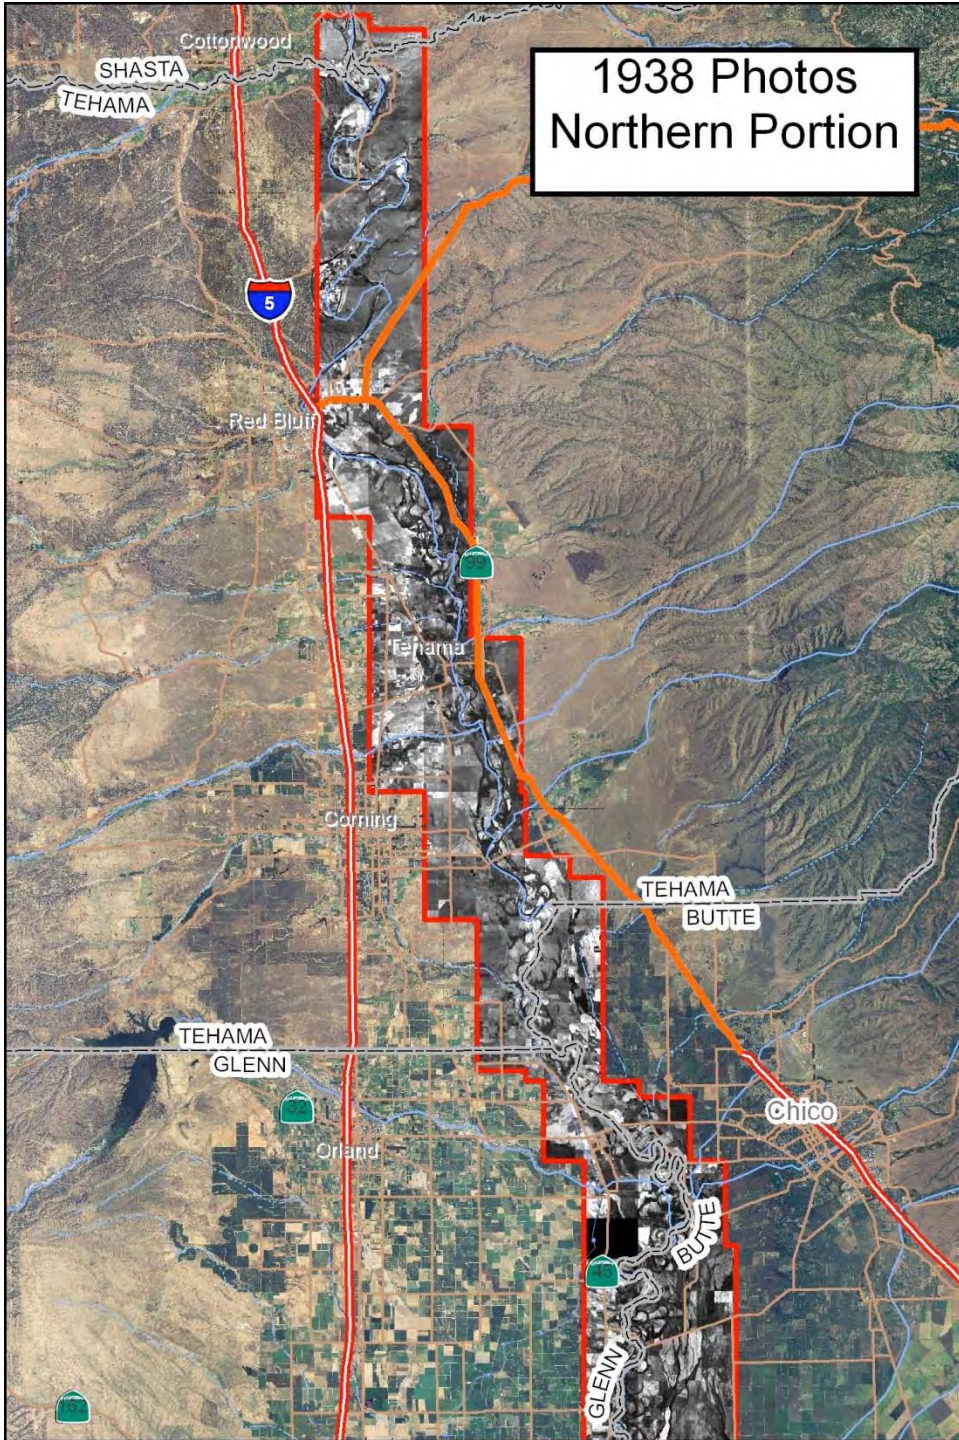 Cottonwood
SHASTA
TEHAMA
1938 Photos
Northern Portion
5
Red Bluff
99
Tehama
Corning
TEHAMA
BUTTE
TEHAMA
GLENN
32
Chico
Orland
BUTTE
45
GLENN
162